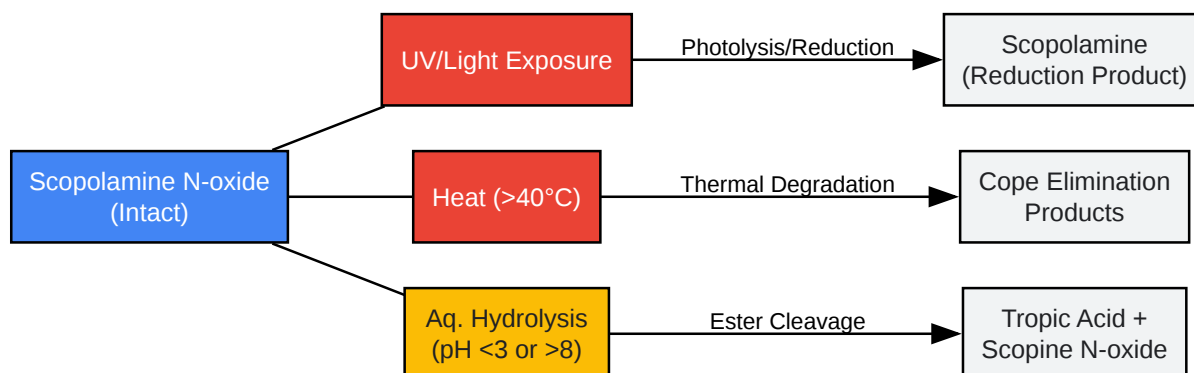 UV/Light Exposure
Photolysis/Reduction
Scopolamine
(Reduction Product)
Scopolamine N-oxide
(Intact)
Heat (>40°C)
Thermal Degradation
Cope Elimination
Products
Aq. Hydrolysis
(pH <3 or >8)
Ester Cleavage
Tropic Acid +
Scopine N-oxide